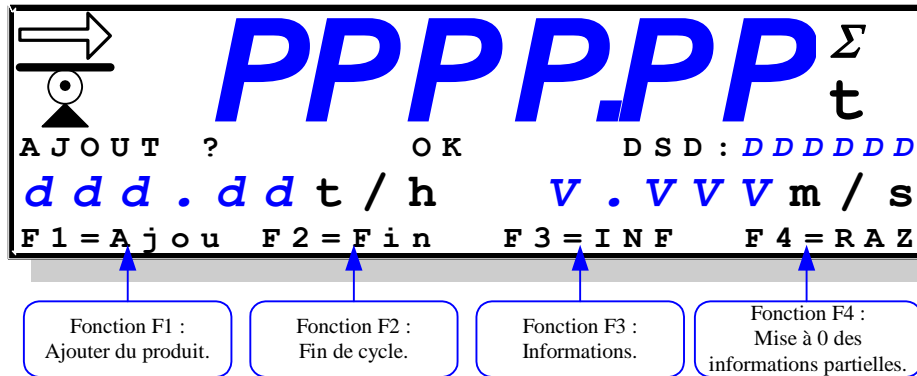 PPPP.PP Σ
t
AJOUT ? OK DSD:DDDDDD
ddd.ddt/h V.VVVm/s
F1=Ajou F2=Fin F3=INF F4=RAZ
Fonction F1 :
Ajouter du produit.
Fonction F2 :
Fin de cycle.
Fonction F3 :
Informations.
Fonction F4 :
Mise à 0 des
informations partielles.